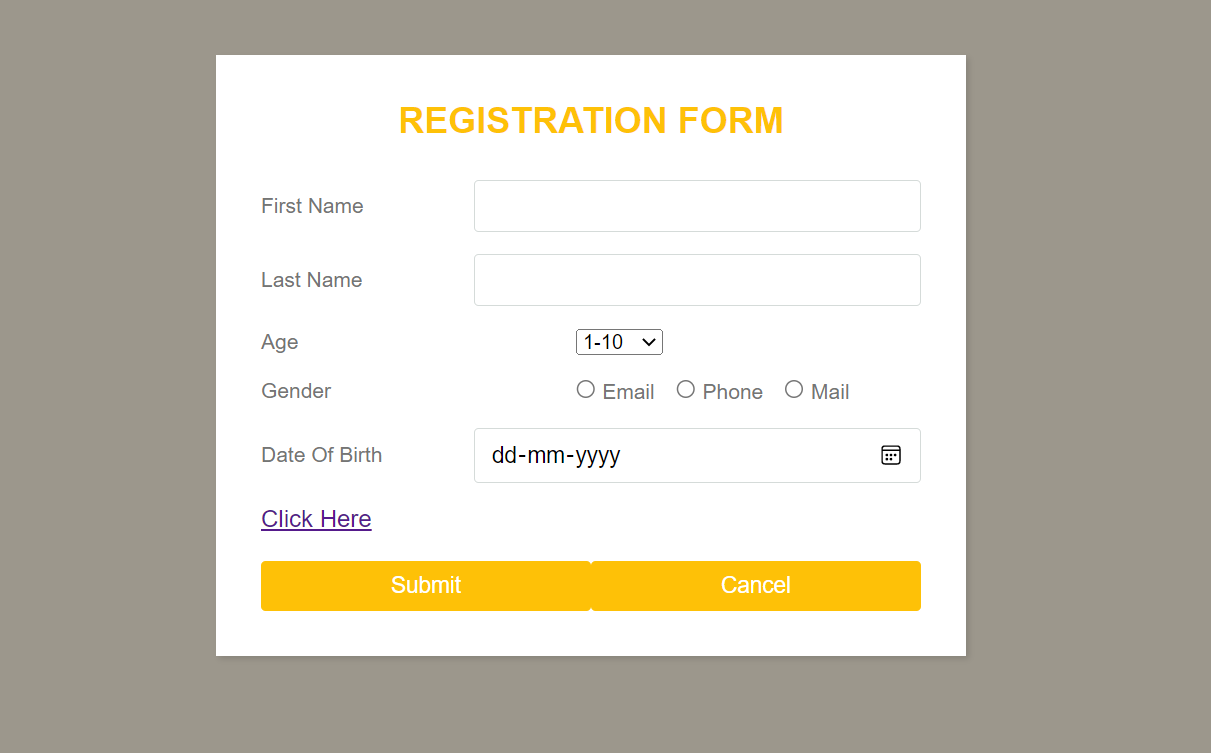 REGISTRATION FORM
First Name
Last Name
Age 1-10
Gender Email Phone Mail
Date Of Birth dd-mm-yyyy
Click Here
Submit Cancel